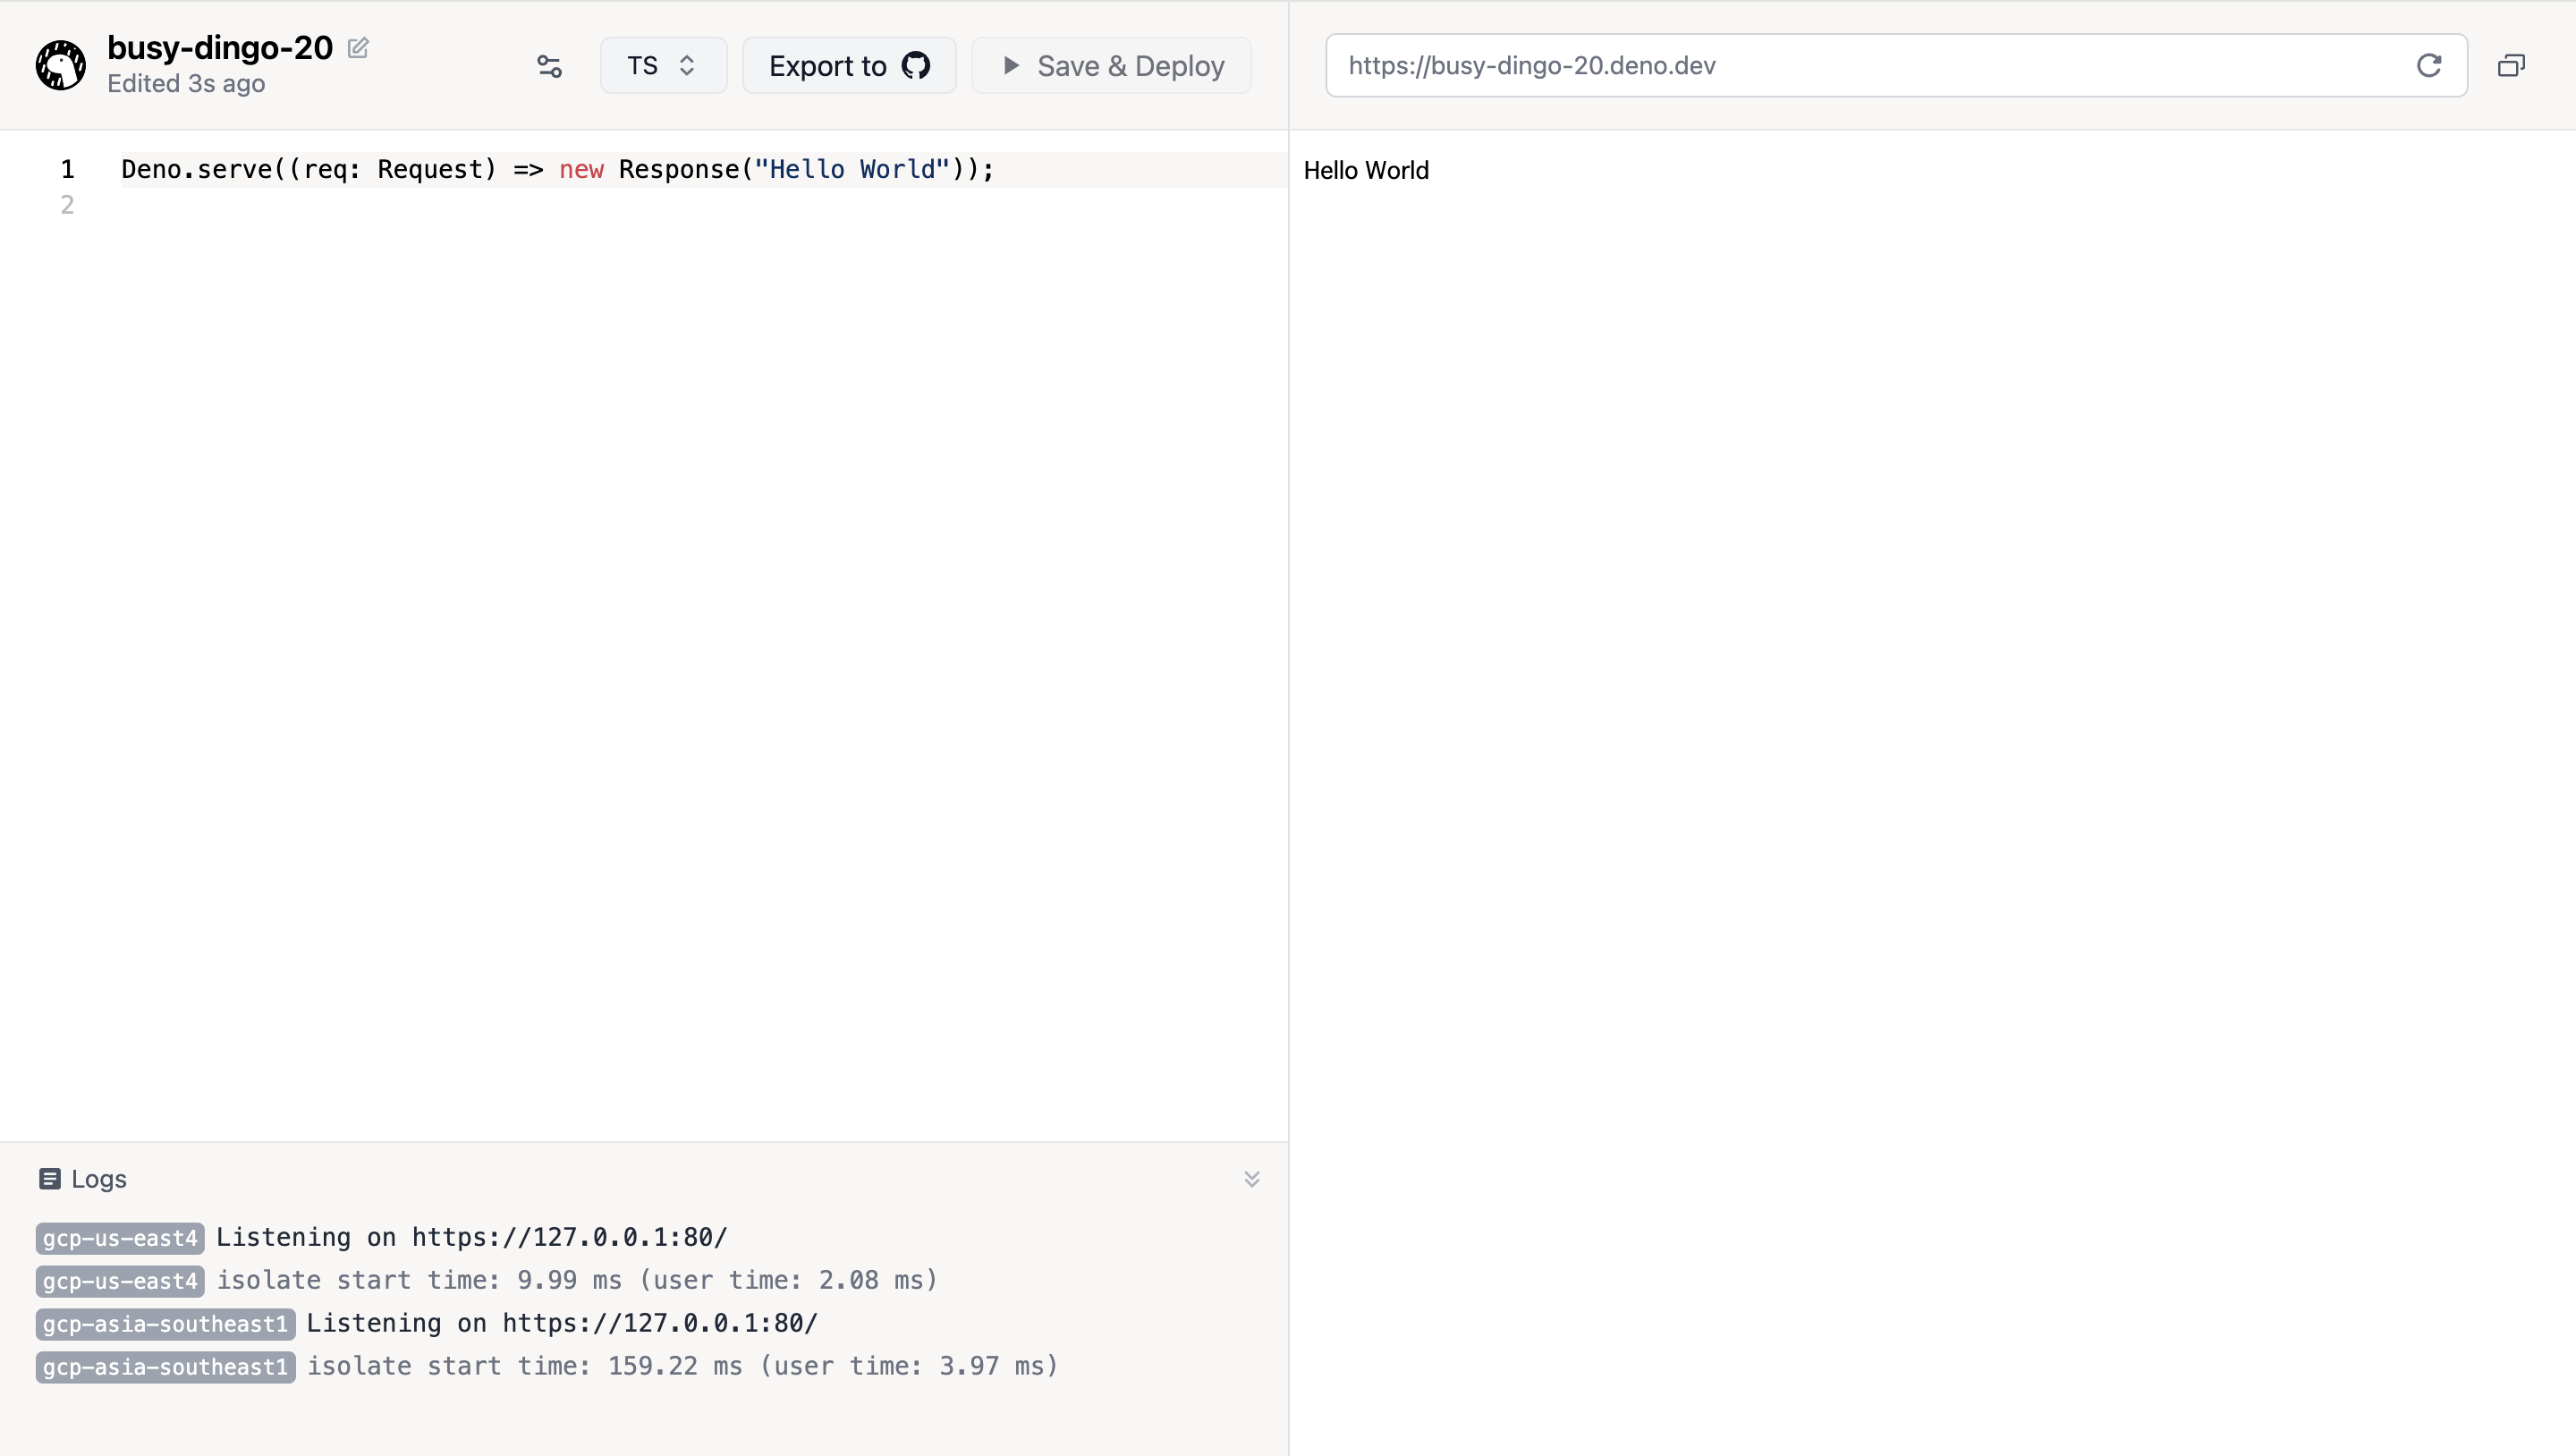 busy-dingo-20
Edited 3s ago
TS
Export to
Save & Deploy
https://busy-dingo-20.deno.dev
1 Deno.serve((req: Request) => new Response("Hello World"));
2
Hello World
Logs
gcp-us-east4 Listening on https://127.0.0.1:80/
gcp-us-east4 isolate start time: 9.99 ms (user time: 2.08 ms)
gcp-asia-southeast1 Listening on https://127.0.0.1:80/
gcp-asia-southeast1 isolate start time: 159.22 ms (user time: 3.97 ms)